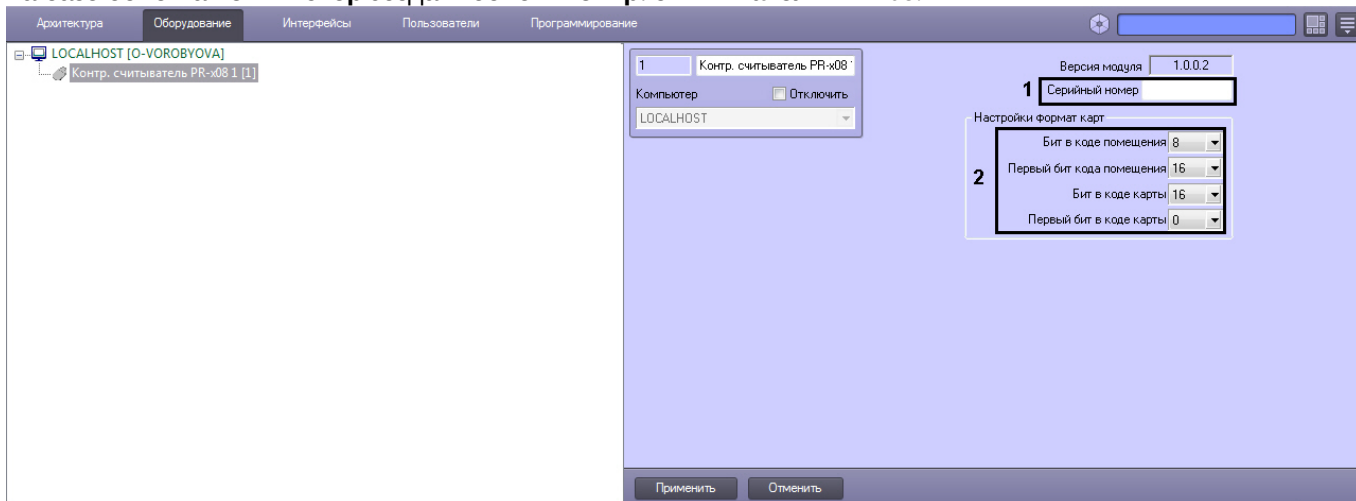 Архитектура Оборудование Интерфейсы Пользователи Программирование
LOCALHOST [O-VOROBYOVA]
Контр. считыватель PR-x08 1 [1]
1 Контр. считыватель PR-x08
Компьютер Отключить
LOCALHOST
Версия модуля 1.0.0.2
1 Серийный номер
Настройки формат карт
2
Бит в коде помещения 8
Первый бит кода помещения 16
Бит в коде карты 16
Первый бит в коде карты 0
Применить Отменить